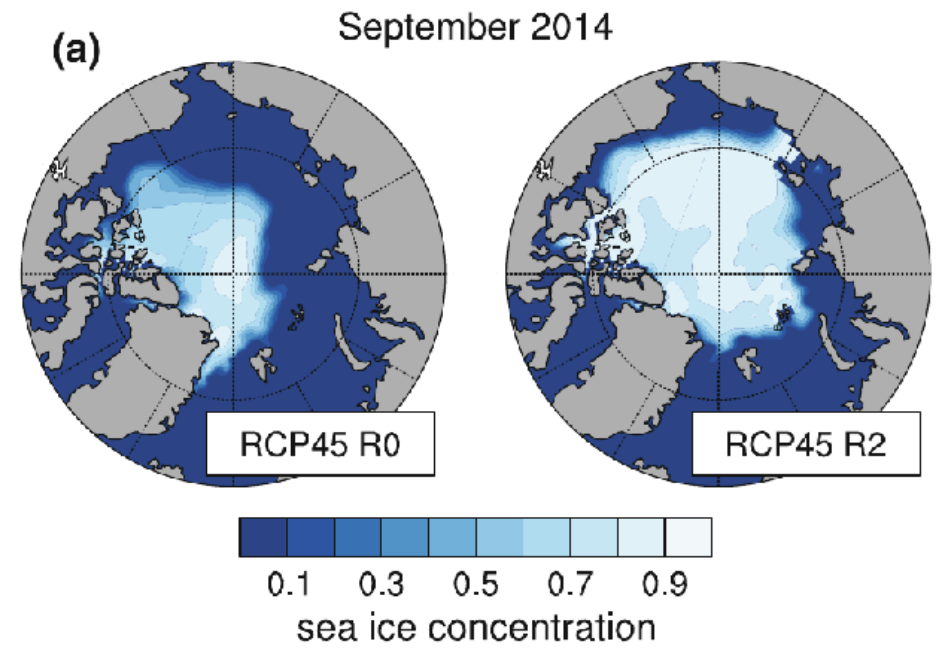 September 2014
(a)
RCP45 R0
RCP45 R2
0.1 0.3 0.5 0.7 0.9
sea ice concentration